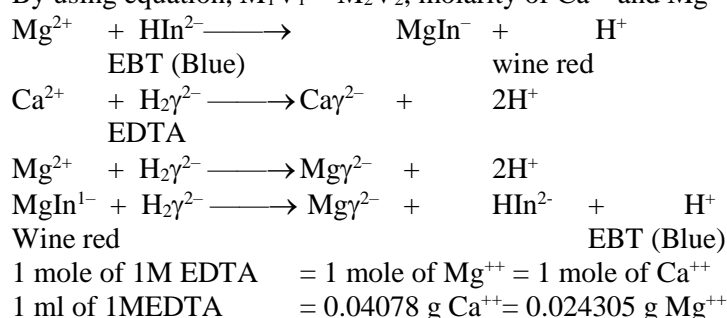 By using equation, M₁V₁ = M₂V₂, molarity of Ca²⁺ and Mg²⁺
Mg²⁺ + HIn²⁻ ⟶ MgIn⁻ + H⁺
EBT (Blue) wine red
Ca²⁺ + H₂γ²⁻ ⟶ Caγ²⁻ + 2H⁺
EDTA
Mg²⁺ + H₂γ²⁻ ⟶ Mgγ²⁻ + 2H⁺
MgIn¹⁻ + H₂γ²⁻ ⟶ Mgγ²⁻ + HIn²⁻ + H⁺
Wine red EBT (Blue)
1 mole of 1M EDTA = 1 mole of Mg⁺⁺ = 1 mole of Ca⁺⁺
1 ml of 1MEDTA = 0.04078 g Ca⁺⁺= 0.024305 g Mg⁺⁺